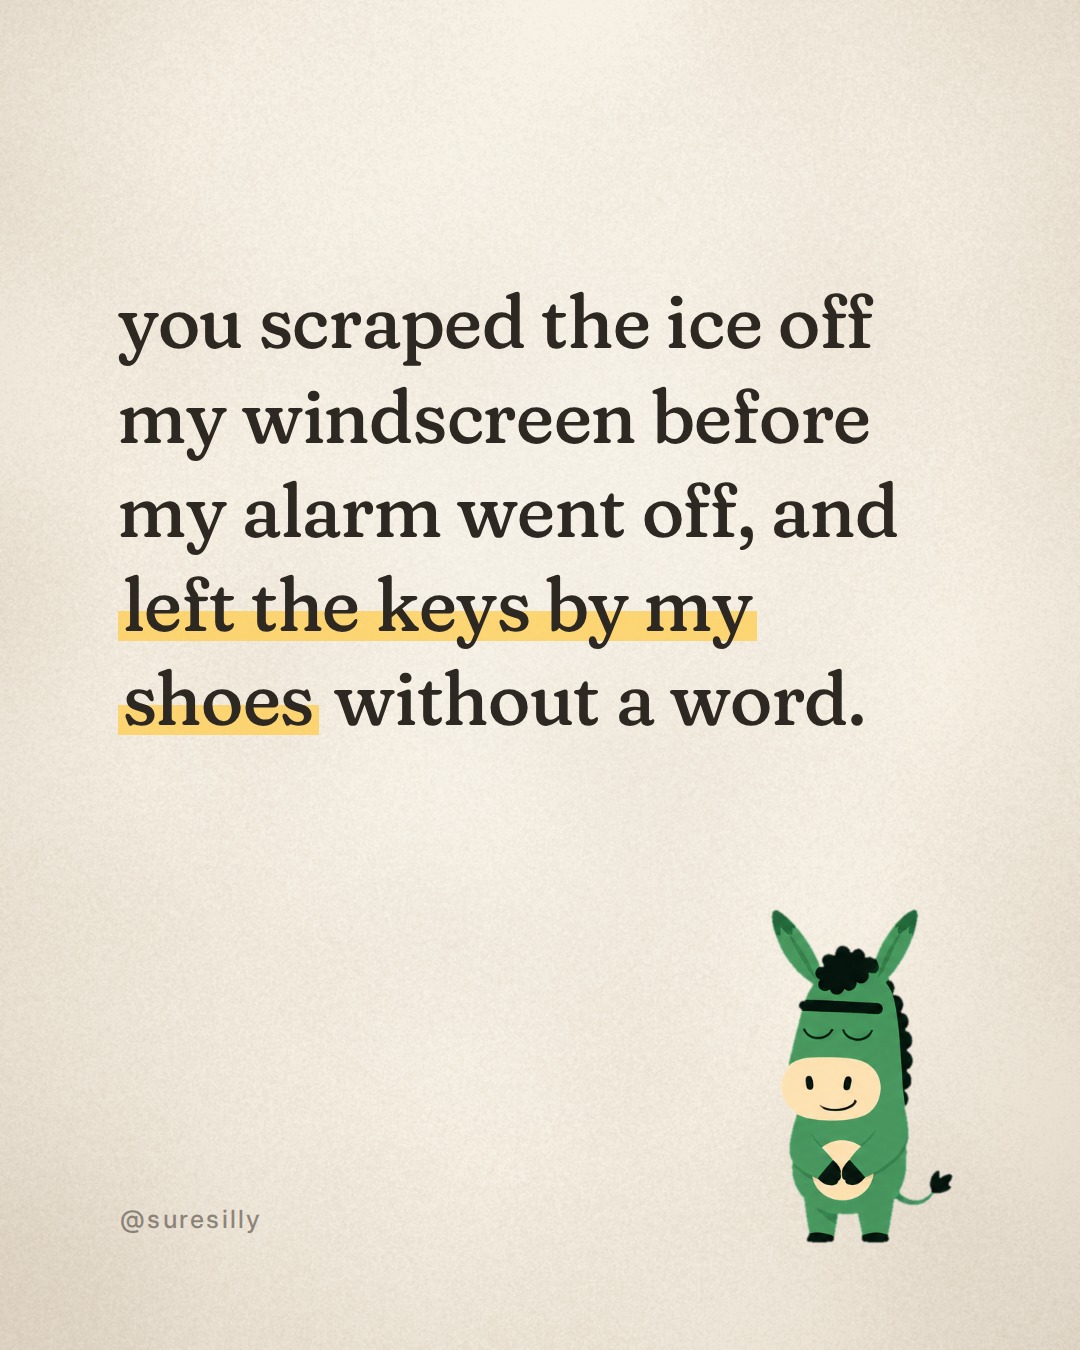 you scraped the ice off
my windscreen before
my alarm went off, and
left the keys by my
shoes without a word.
@suresilly